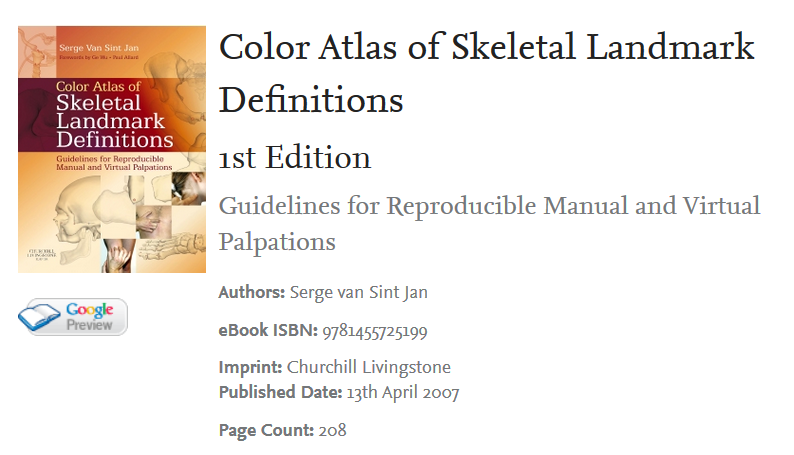 Serge Van Sint Jan
Forewords by Ge Wu • Paul Allard
Color Atlas of
Skeletal
Landmark
Definitions
Guidelines for Reproducible
Manual and Virtual Palpations
CHURCHILL
LIVINGSTONE
Google
Preview
Color Atlas of Skeletal Landmark
Definitions
1st Edition
Guidelines for Reproducible Manual and Virtual
Palpations
Authors: Serge van Sint Jan
eBook ISBN: 9781455725199
Imprint: Churchill Livingstone
Published Date: 13th April 2007
Page Count: 208